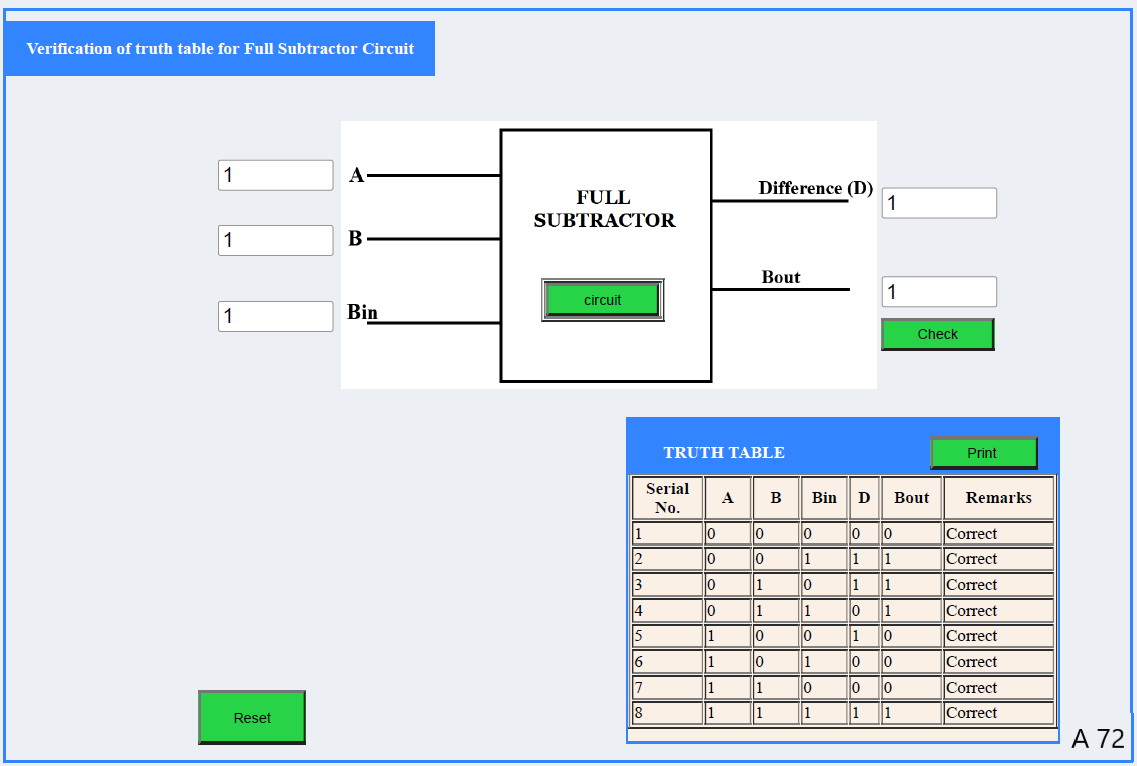 Verification of truth table for Full Subtractor Circuit
1
A
1
B
1
Bin
FULL
SUBTRACTOR
circuit
Difference (D)
1
Bout
1
Check
TRUTH TABLE
Print
Serial No. A B Bin D Bout Remarks
1 0 0 0 0 0 Correct
2 0 0 1 1 1 Correct
3 0 1 0 1 1 Correct
4 0 1 1 0 1 Correct
5 1 0 0 1 0 Correct
6 1 0 1 0 0 Correct
7 1 1 0 0 0 Correct
8 1 1 1 1 1 Correct
Reset
A 72